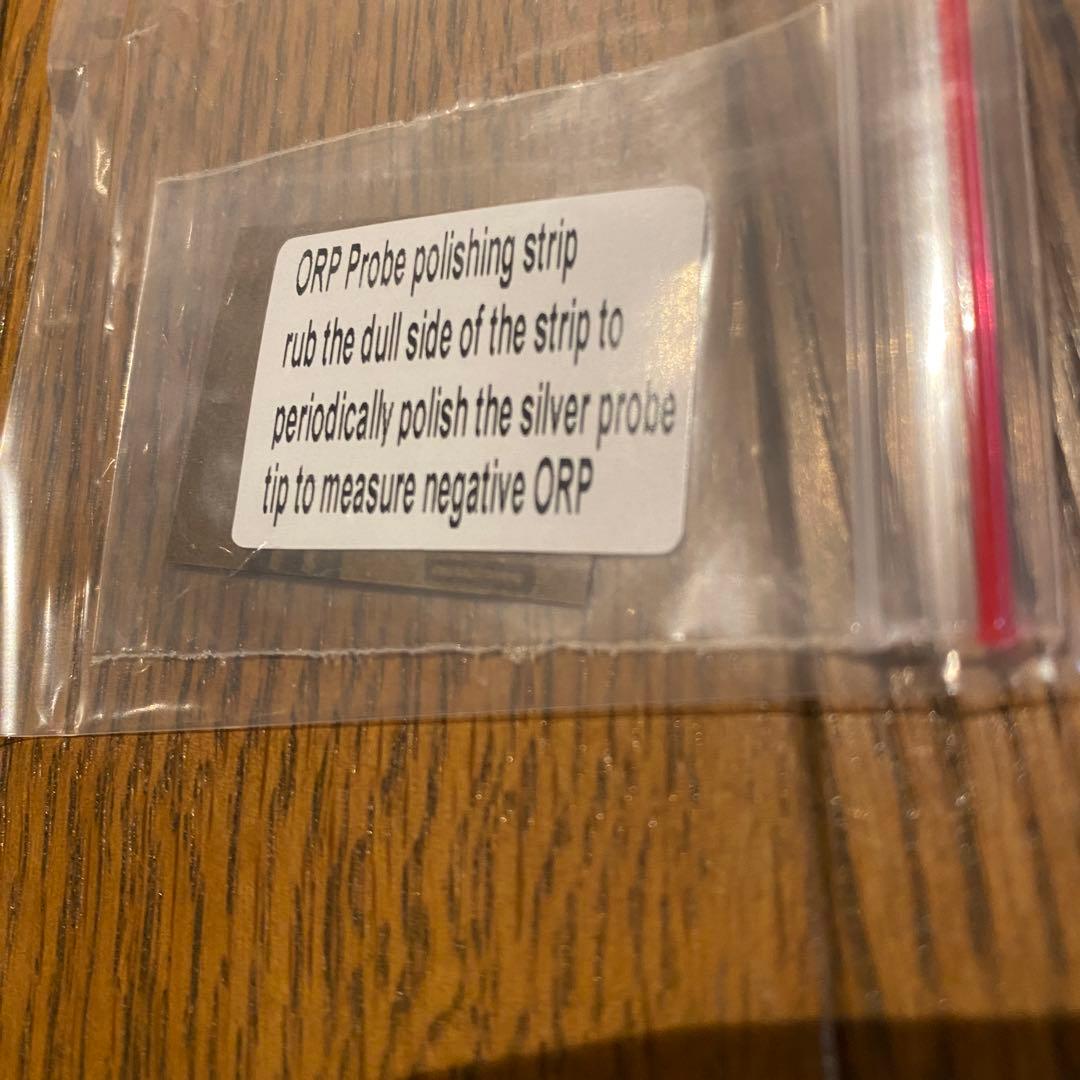 ORP Probe polishing strip
rub the dull side of the strip to
periodically polish the silver probe
tip to measure negative ORP